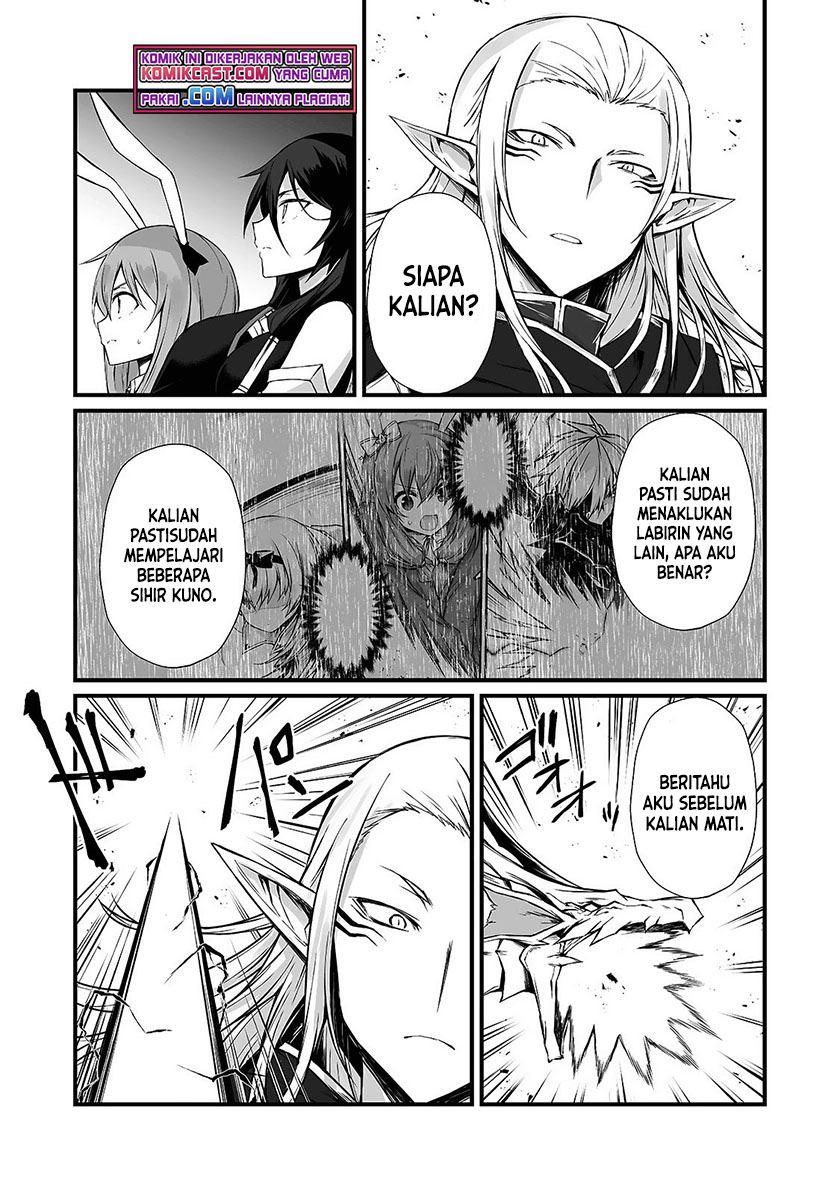 KOMIK INI DIKERJAKAN OLEH WEB
KOMIKCAST.COM YANG CUMA
PAKAI .COM LAINNYA PLAGIAT!
SIAPA
KALIAN?
KALIAN
PASTI SUDAH
MENAKLUKAN
LABIRIN YANG
LAIN, APA AKU
BENAR?
KALIAN
PASTISUDAH
MEMPELAJARI
BEBERAPA
SIHIR KUNO.
BERITAHU
AKU SEBELUM
KALIAN MATI.
ゴオオ
パン